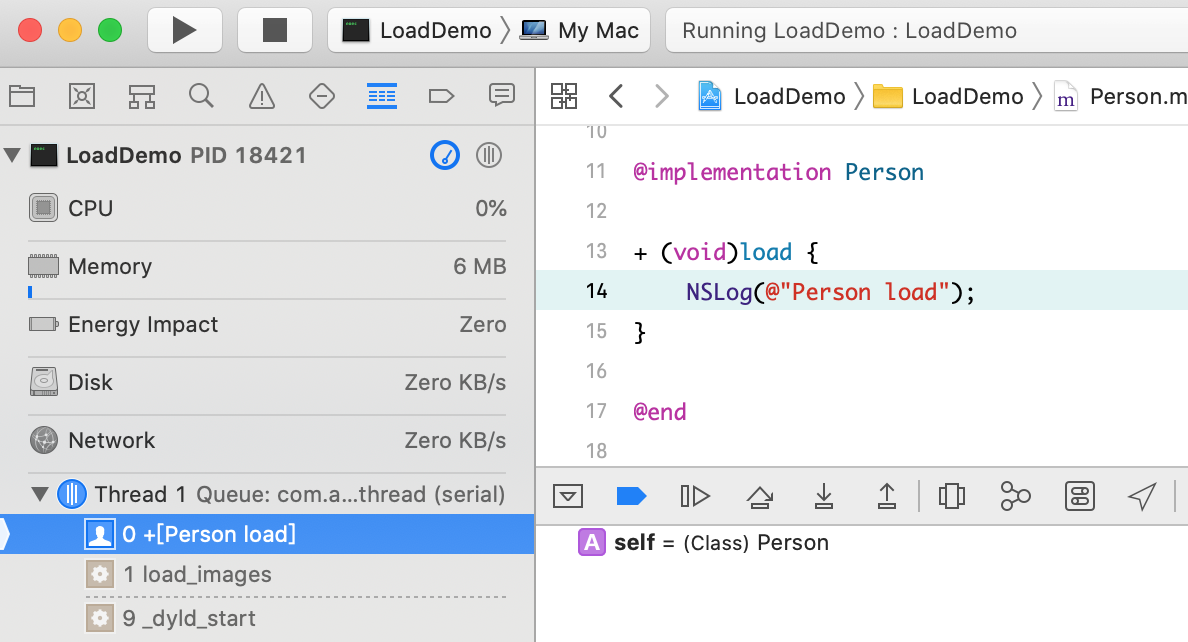 LoadDemo 〉 My Mac
Running LoadDemo : LoadDemo
LoadDemo 〉 LoadDemo 〉 m Person.m
LoadDemo PID 18421
CPU 0%
Memory 6 MB
Energy Impact Zero
Disk Zero KB/s
Network Zero KB/s
Thread 1 Queue: com.a...thread (serial)
0 +[Person load]
1 load_images
9 _dyld_start
10
11 @implementation Person
12
13 + (void)load {
14 NSLog(@"Person load");
15 }
16
17 @end
18
A self = (Class) Person